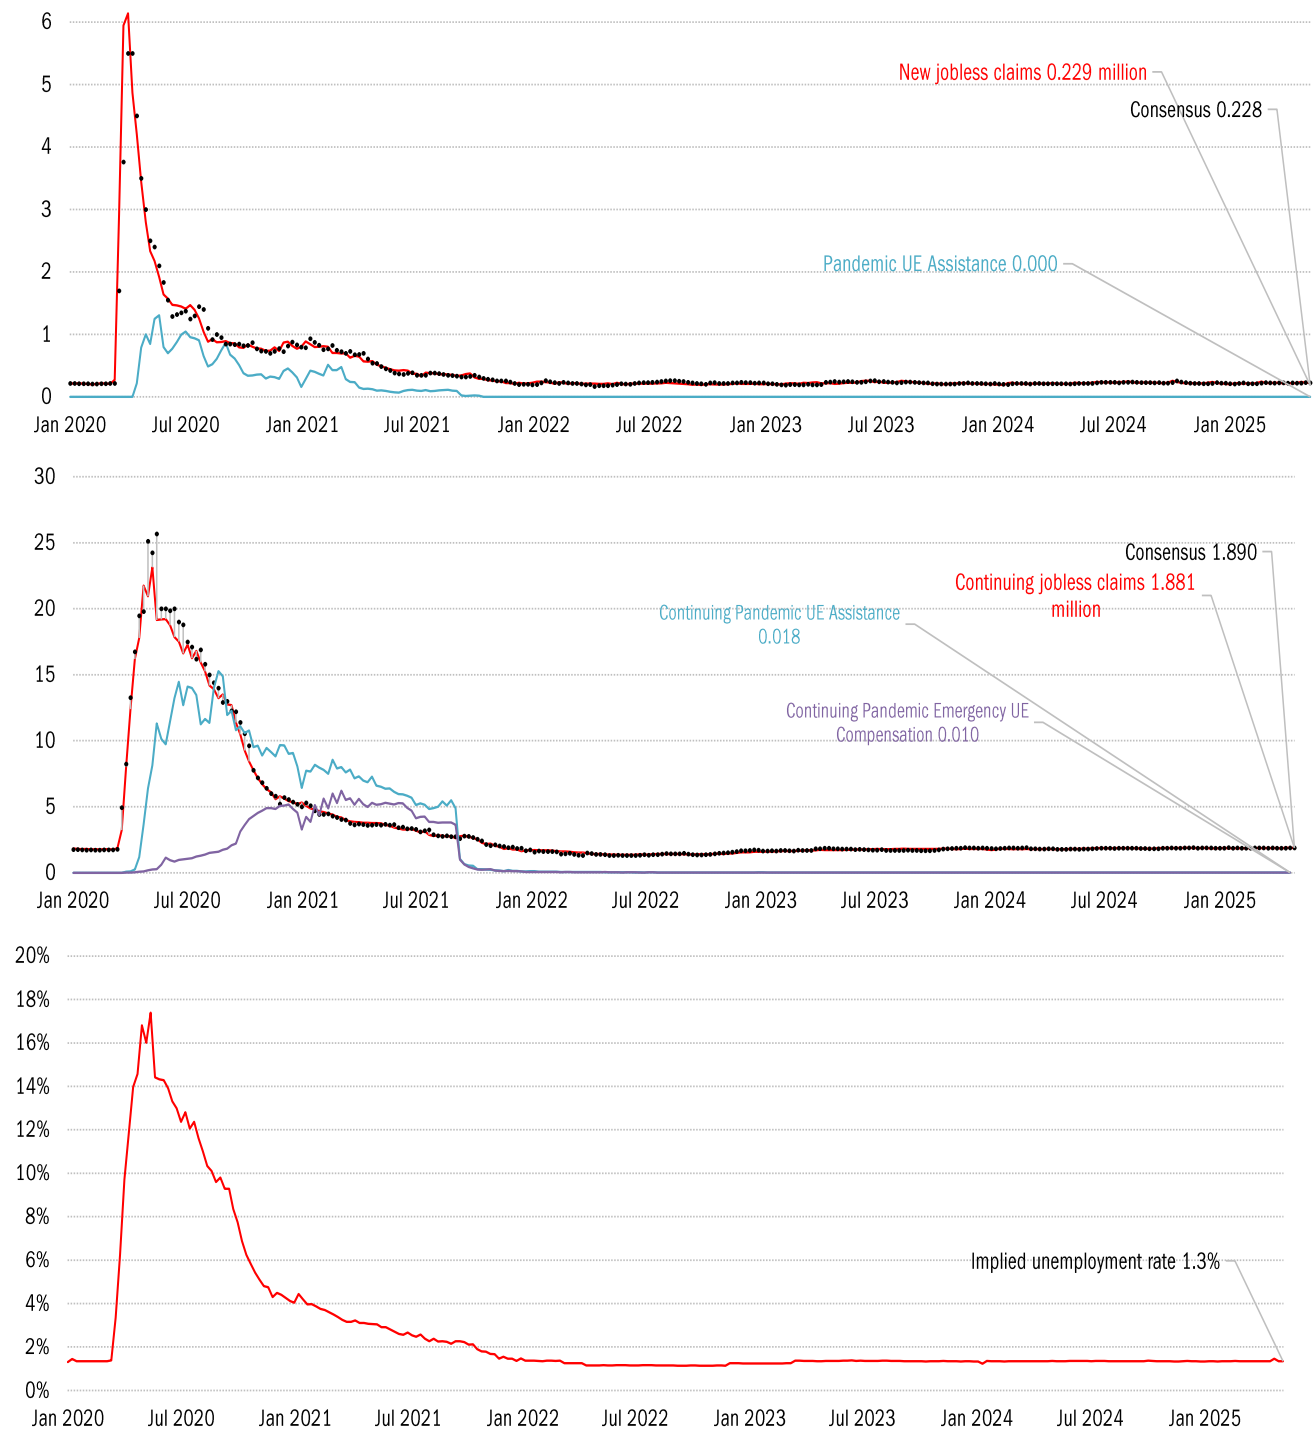 6
New jobless claims 0.229 million
5
Consensus 0.228
4
3
Pandemic UE Assistance 0.000
2
1
0
Jan 2020 Jul 2020 Jan 2021 Jul 2021 Jan 2022 Jul 2022 Jan 2023 Jul 2023 Jan 2024 Jul 2024 Jan 2025
30
25
Consensus 1.890
Continuing jobless claims 1.881
million
20
Continuing Pandemic UE Assistance
0.018
15
Continuing Pandemic Emergency UE
Compensation 0.010
10
5
0
Jan 2020 Jul 2020 Jan 2021 Jul 2021 Jan 2022 Jul 2022 Jan 2023 Jul 2023 Jan 2024 Jul 2024 Jan 2025
20%
18%
16%
14%
12%
10%
8%
6%
Implied unemployment rate 1.3%
4%
2%
0%
Jan 2020 Jul 2020 Jan 2021 Jul 2021 Jan 2022 Jul 2022 Jan 2023 Jul 2023 Jan 2024 Jul 2024 Jan 2025